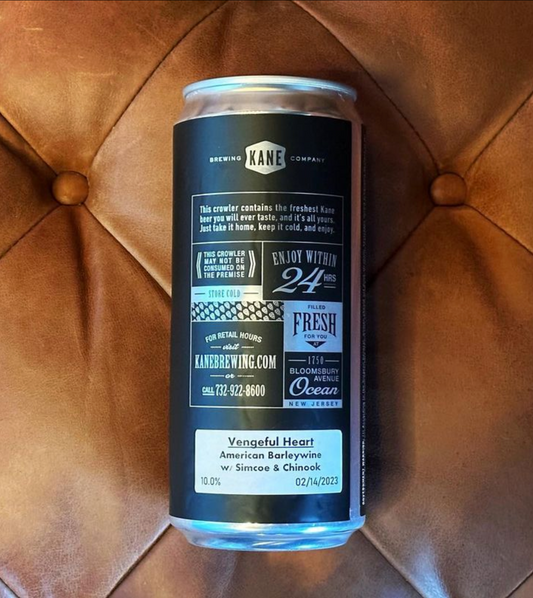 BREWING KANE COMPANY
This crowler contains the freshest Kane
beer you will ever taste, and it's all yours.
Just take it home, keep it cold, and enjoy.
THIS CROWLER
MAY NOT BE
CONSUMED ON
THE PREMISE
STORE COLD
ENJOY WITHIN
24 HRS
FILLED
FRESH
FOR YOU
AT
FOR RETAIL HOURS
visit
KANEBREWING.COM
or
CALL 732-922-8600
1750
BLOOMSBURY
AVENUE
Ocean
NEW JERSEY
Vengeful Heart
American Barleywine
w/ Simcoe & Chinook
10.0% 02/14/2023